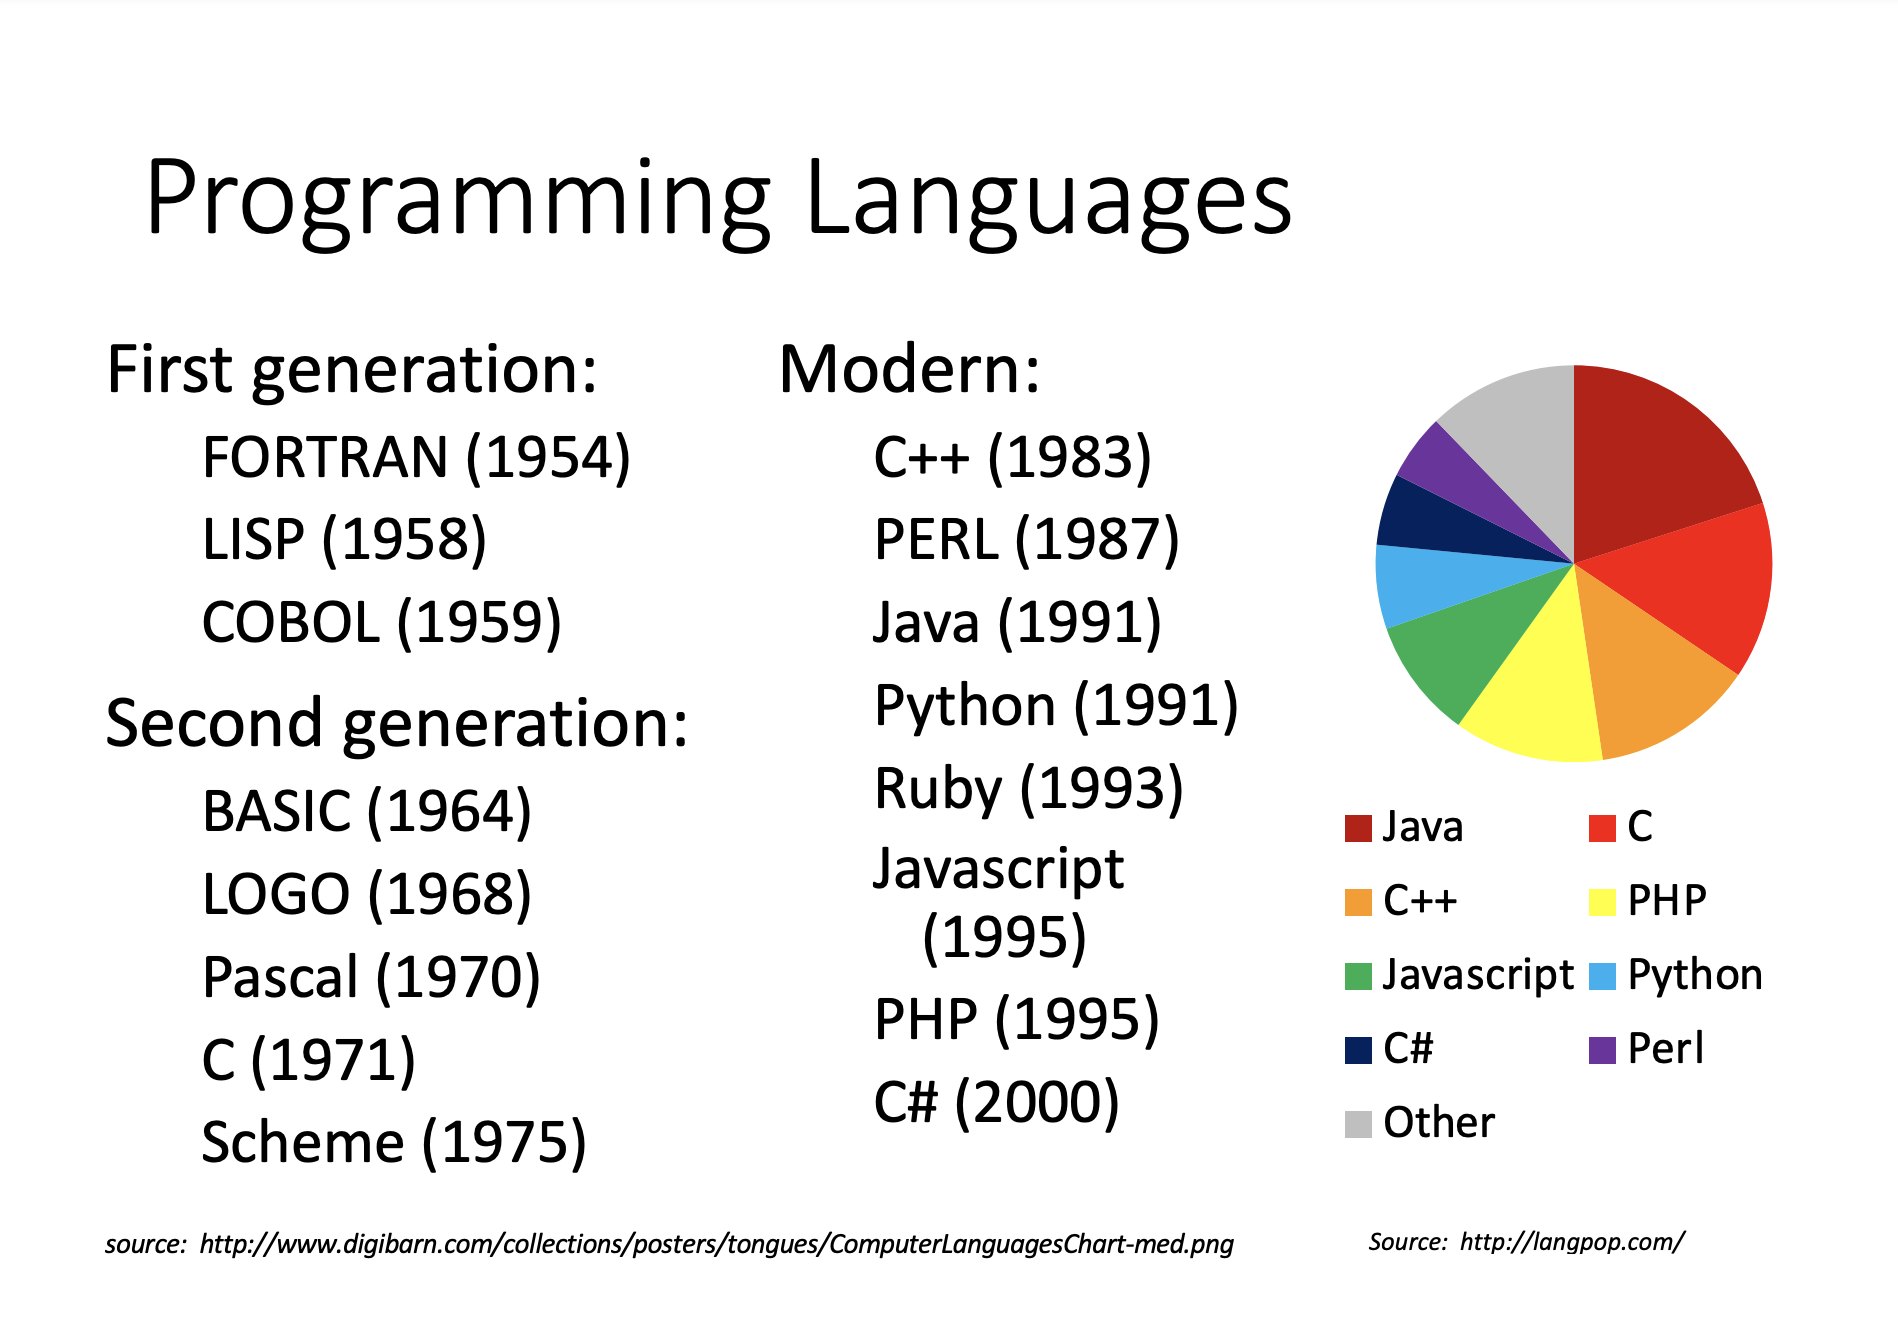 Programming Languages
First generation:
FORTRAN (1954)
LISP (1958)
COBOL (1959)
Second generation:
BASIC (1964)
LOGO (1968)
Pascal (1970)
C (1971)
Scheme (1975)
Modern:
C++ (1983)
PERL (1987)
Java (1991)
Python (1991)
Ruby (1993)
Javascript
(1995)
PHP (1995)
C# (2000)
Java
C
C++
PHP
Javascript
Python
C#
Perl
Other
source: http://www.digibarn.com/collections/posters/tongues/ComputerLanguagesChart-med.png
Source: http://langpop.com/